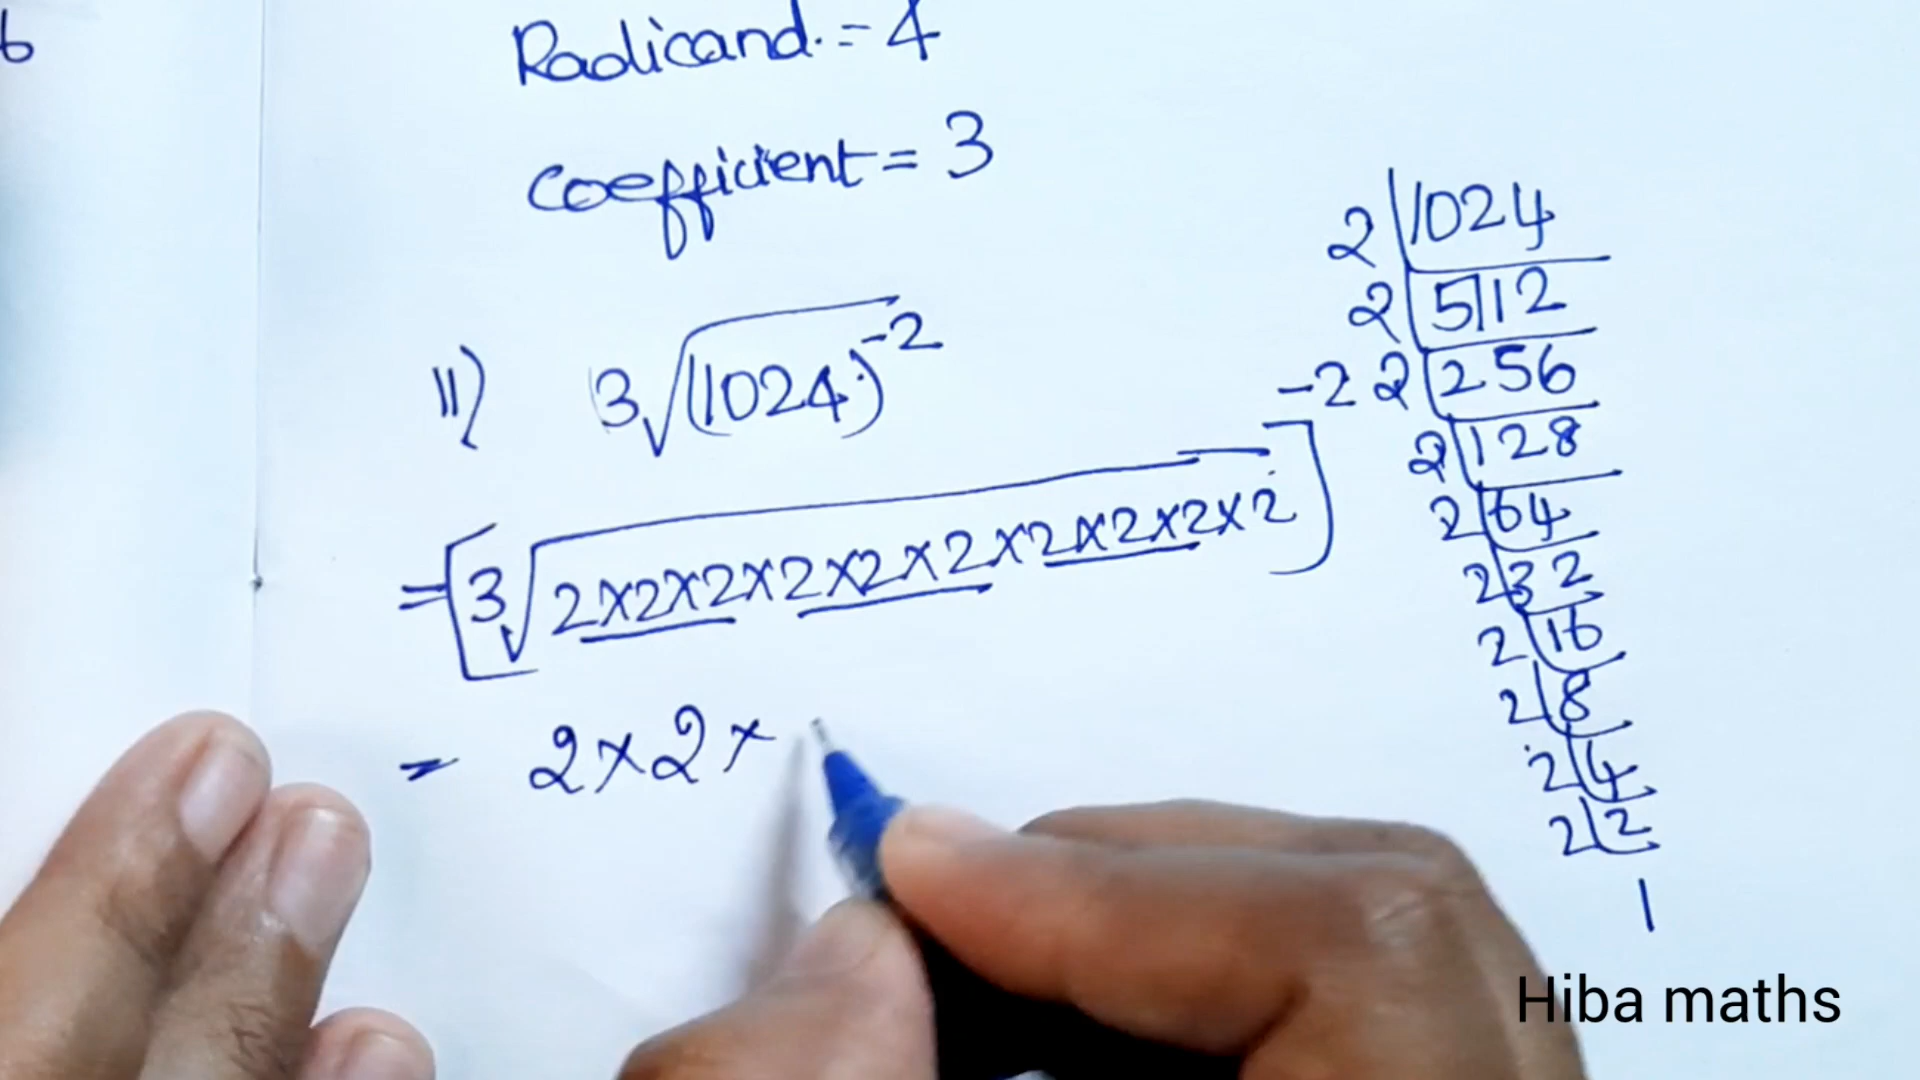 6
Radicand. = 4
coefficient = 3
11) 3√(1024)^-2
= [3√2×2×2×2×2×2×2×2×2×2]^-2
= 2×2×
2 | 1024
2 | 512
2 | 256
2 | 128
2 | 64
2 | 32
2 | 16
2 | 8
2 | 4
2 | 2
1
Hiba maths